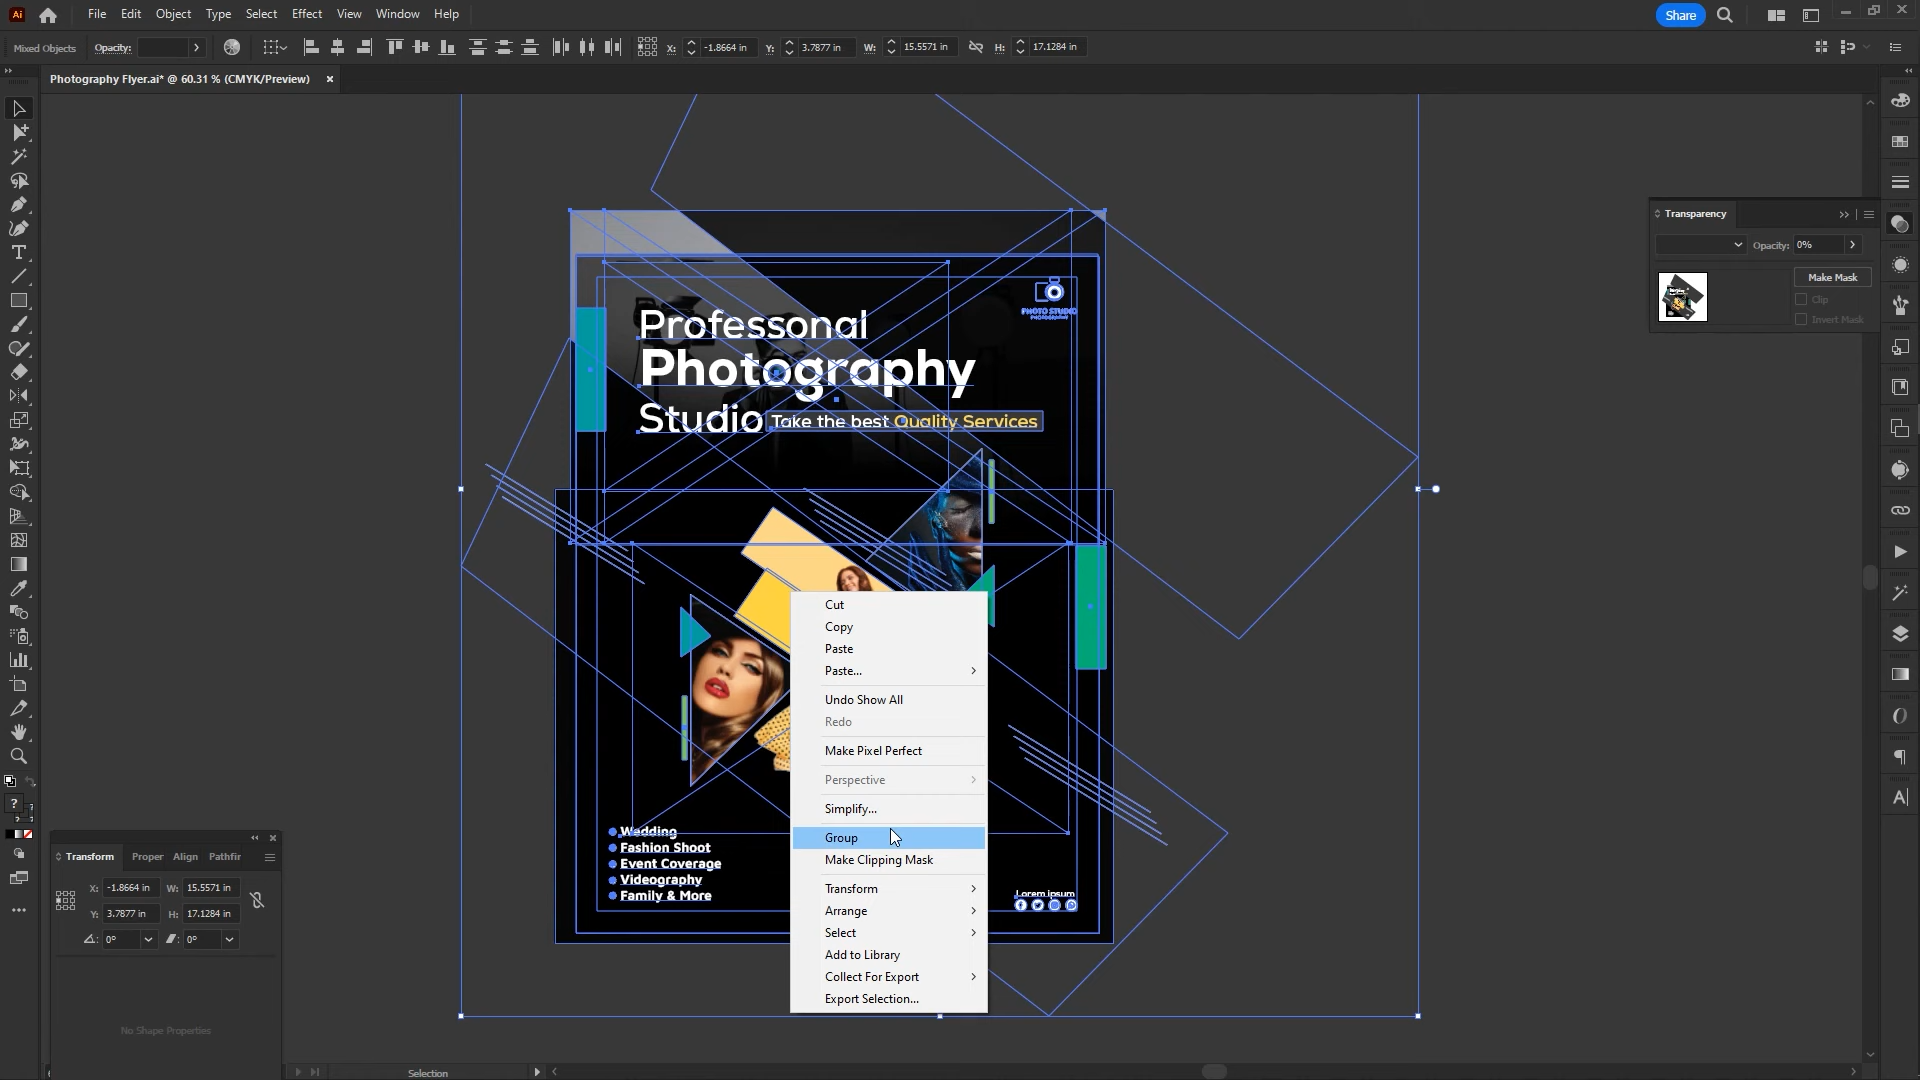 Ai File Edit Object Type Select Effect View Window Help Share
Mixed Objects Opacity: X: -1.8664 in Y: 3.7877 in W: 15.5571 in H: 17.1284 in
Photography Flyer.ai* @ 60.31 % (CMYK/Preview) ×
Transparency
Opacity: 0%
Make Mask
Clip
Invert Mask
PHOTO STUDIO
PHOTOGRAPHY
Professonal
Photography
Studio
Take the best Quality Services
Cut
Copy
Paste
Paste...
Undo Show All
Redo
Make Pixel Perfect
Perspective
Simplify...
Group
Make Clipping Mask
Transform
Arrange
Select
Add to Library
Collect For Export
Export Selection...
Wedding
Fashion Shoot
Event Coverage
Videography
Family & More
Lorem ipsum
Transform Proper Align Pathfir
X: -1.8664 in W: 15.5571 in
Y: 3.7877 in H: 17.1284 in
0° 0°
No Shape Properties
Selection